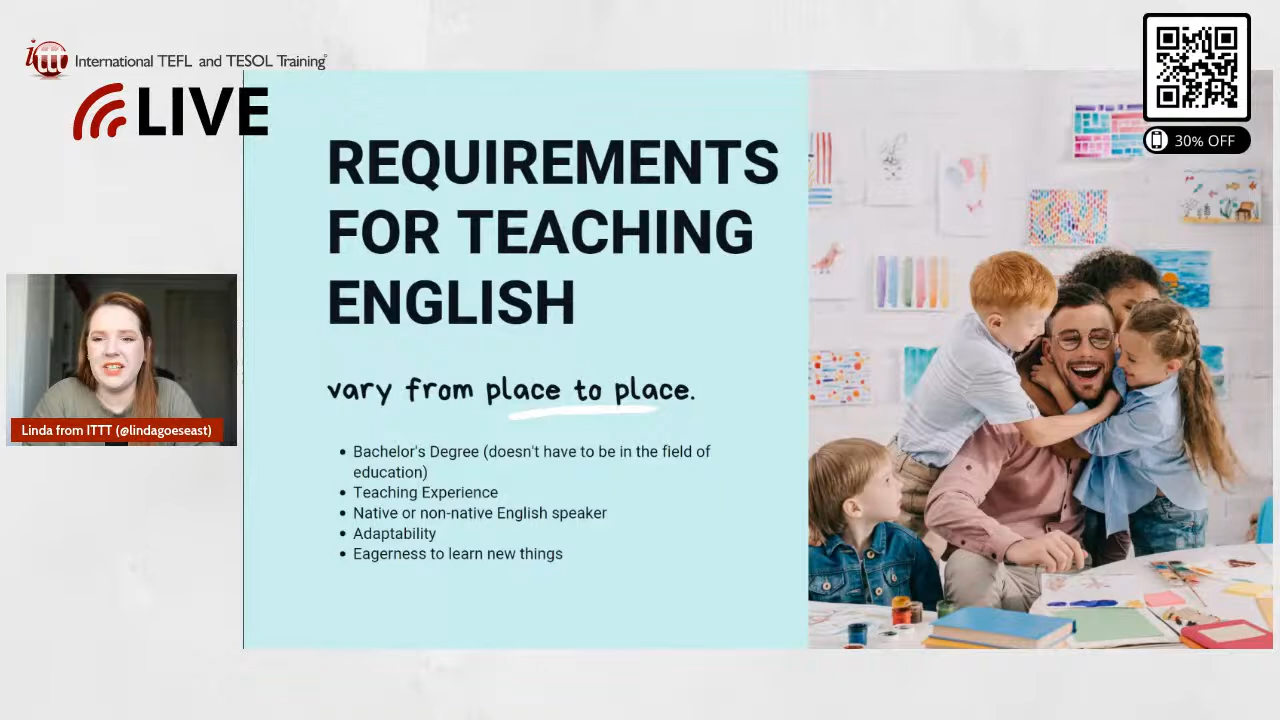 ittt International TEFL and TESOL Training
LIVE
30% OFF
REQUIREMENTS
FOR TEACHING
ENGLISH
vary from place to place.
• Bachelor's Degree (doesn't have to be in the field of
education)
• Teaching Experience
• Native or non-native English speaker
• Adaptability
• Eagerness to learn new things
Linda from ITTT (@lindagoeseast)